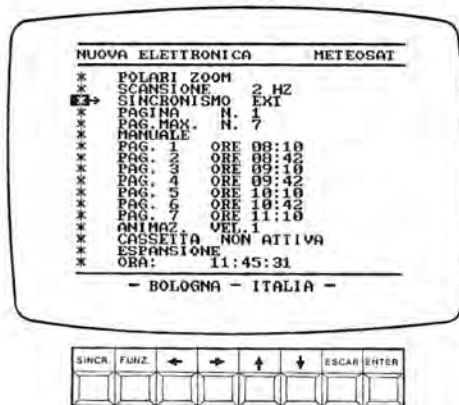 NUOVA ELETTRONICA METEOSAT
* POLARI ZOOM
* SCANSIONE 2 HZ
* → SINCRONISMO EXT
* PAGINA N. 1
* PAG.MAX. N. 7
* MANUALE
* PAG. 1 ORE 08:10
* PAG. 2 ORE 08:42
* PAG. 3 ORE 09:10
* PAG. 4 ORE 09:42
* PAG. 5 ORE 10:10
* PAG. 6 ORE 10:42
* PAG. 7 ORE 11:10
* ANIMAZ. VEL.1
* CASSETTA NON ATTIVA
* ESPANSIONE
* ORA: 11:45:31
- BOLOGNA - ITALIA -
SINCR. FUNZ. ← → ↑ ↓ ESCAR ENTER